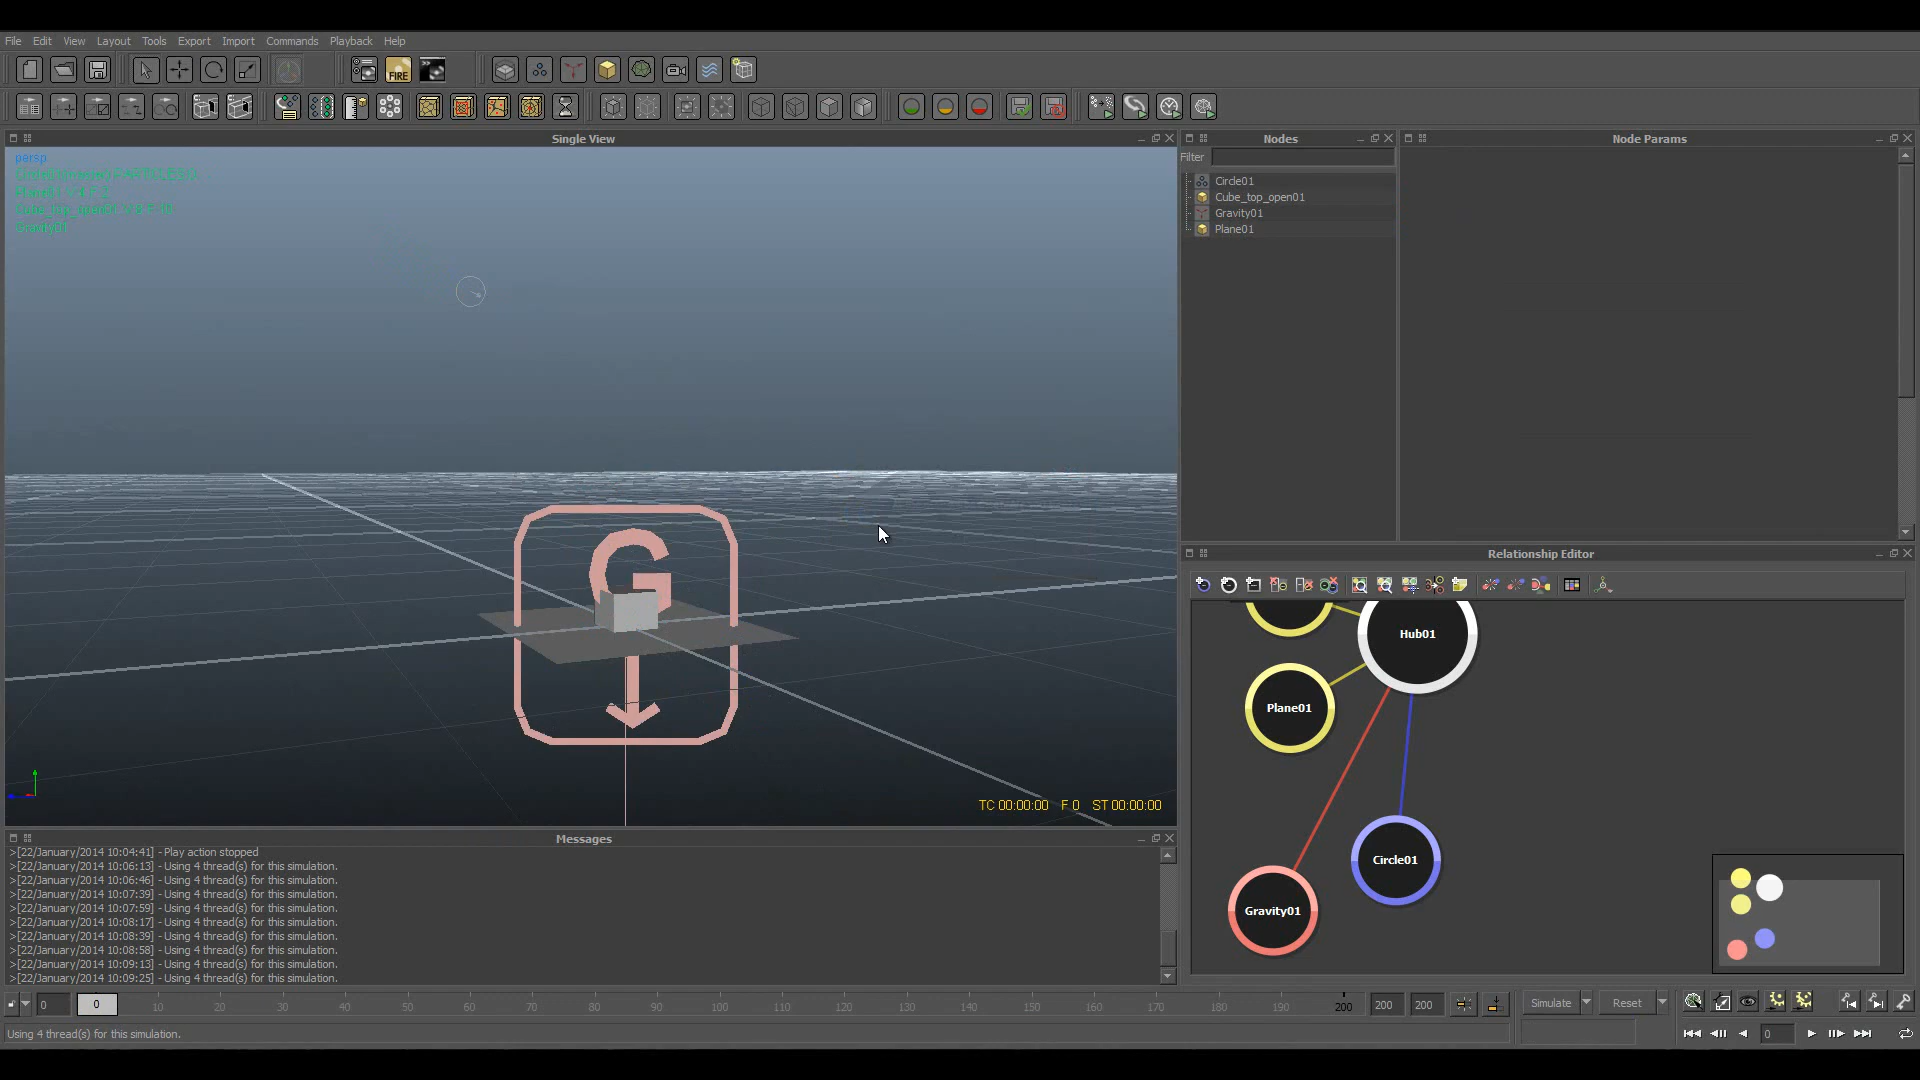 File Edit View Layout Tools Export Import Commands Playback Help
FIRE
Single View
Nodes
Node Params
persp
Filter
Gravity01
Circle01
Cube_top_open01
Gravity01
Plane01
G
Relationship Editor
Hub01
Plane01
Circle01
Gravity01
TC 00:00:00 F 0 ST 00:00:00
Messages
>[22/January/2014 10:04:41] - Play action stopped
>[22/January/2014 10:06:13] - Using 4 thread(s) for this simulation.
>[22/January/2014 10:06:46] - Using 4 thread(s) for this simulation.
>[22/January/2014 10:07:39] - Using 4 thread(s) for this simulation.
>[22/January/2014 10:07:59] - Using 4 thread(s) for this simulation.
>[22/January/2014 10:08:17] - Using 4 thread(s) for this simulation.
>[22/January/2014 10:08:39] - Using 4 thread(s) for this simulation.
>[22/January/2014 10:08:58] - Using 4 thread(s) for this simulation.
>[22/January/2014 10:09:13] - Using 4 thread(s) for this simulation.
>[22/January/2014 10:09:25] - Using 4 thread(s) for this simulation.
0 0 10 20 30 40 50 60 70 80 90 100 110 120 130 140 150 160 170 180 190 200 200 200
Simulate Reset
Using 4 thread(s) for this simulation.
0